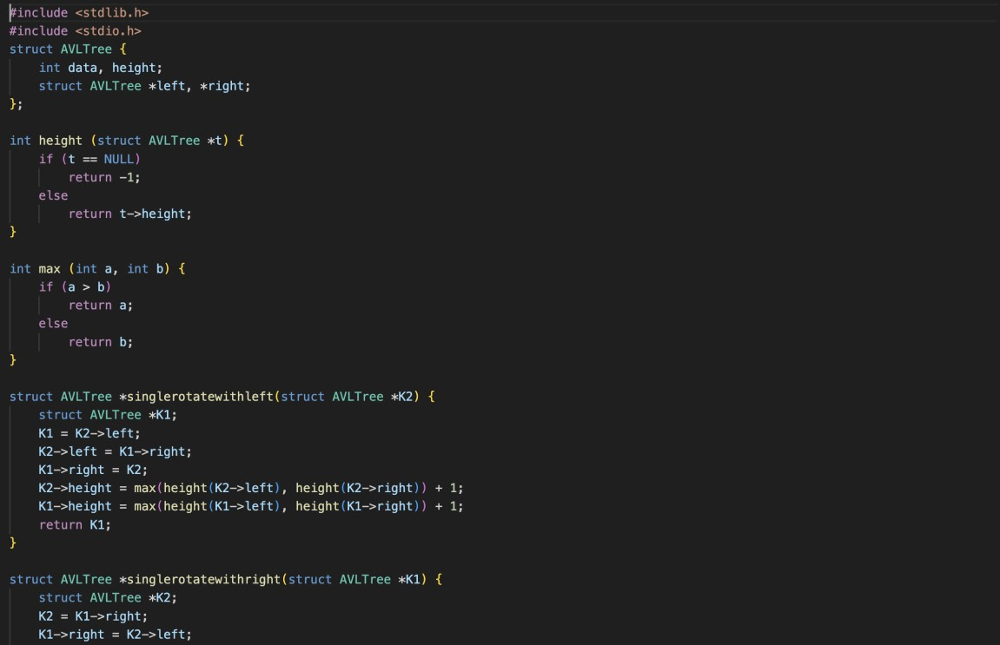 #include <stdlib.h>
#include <stdio.h>
struct AVLTree {
    int data, height;
    struct AVLTree *left, *right;
};

int height (struct AVLTree *t) {
    if (t == NULL)
        return -1;
    else
        return t->height;
}

int max (int a, int b) {
    if (a > b)
        return a;
    else
        return b;
}

struct AVLTree *singlerotatewithleft(struct AVLTree *K2) {
    struct AVLTree *K1;
    K1 = K2->left;
    K2->left = K1->right;
    K1->right = K2;
    K2->height = max(height(K2->left), height(K2->right)) + 1;
    K1->height = max(height(K1->left), height(K1->right)) + 1;
    return K1;
}

struct AVLTree *singlerotatewithright(struct AVLTree *K1) {
    struct AVLTree *K2;
    K2 = K1->right;
    K1->right = K2->left;